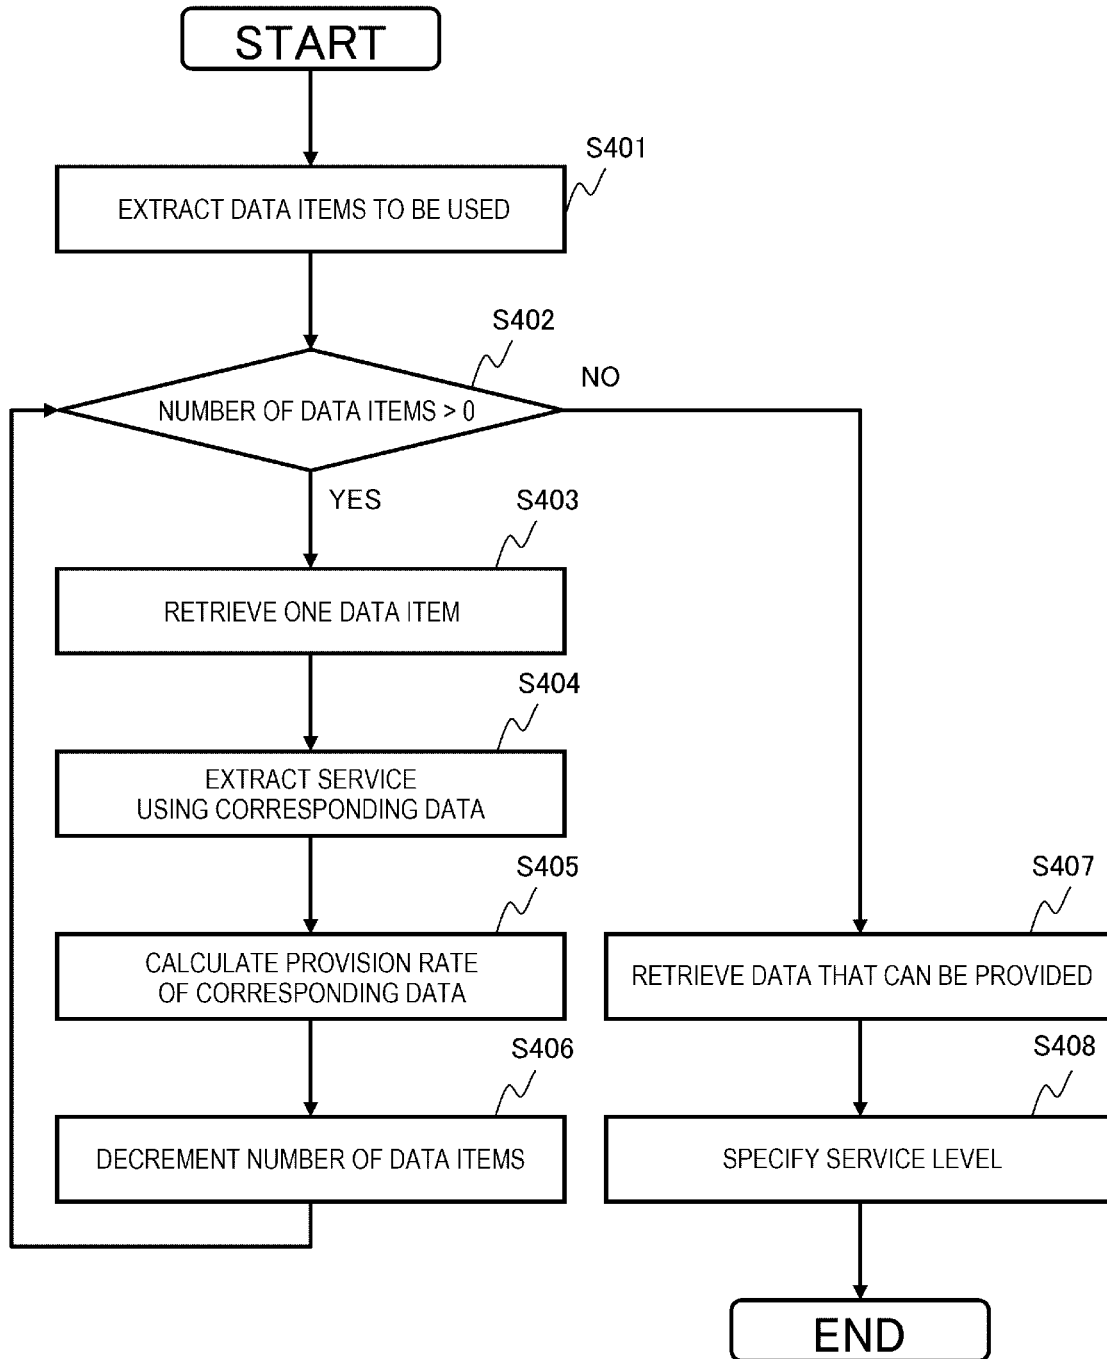 START
S401
EXTRACT DATA ITEMS TO BE USED
S402
NUMBER OF DATA ITEMS > 0
NO
YES
S403
RETRIEVE ONE DATA ITEM
S404
EXTRACT SERVICE
USING CORRESPONDING DATA
S405
CALCULATE PROVISION RATE
OF CORRESPONDING DATA
S406
DECREMENT NUMBER OF DATA ITEMS
S407
RETRIEVE DATA THAT CAN BE PROVIDED
S408
SPECIFY SERVICE LEVEL
END